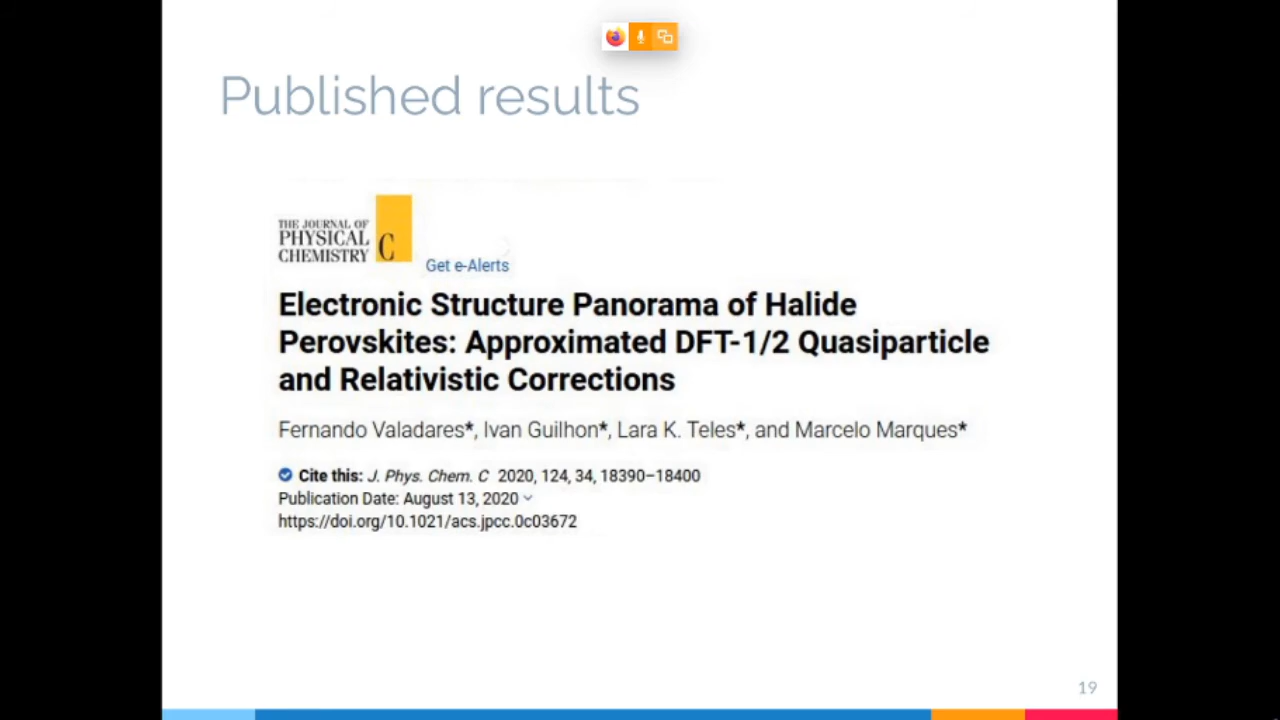 Published results
THE JOURNAL OF
PHYSICAL
CHEMISTRY C
Get e-Alerts
Electronic Structure Panorama of Halide
Perovskites: Approximated DFT-1/2 Quasiparticle
and Relativistic Corrections
Fernando Valadares*, Ivan Guilhon*, Lara K. Teles*, and Marcelo Marques*
Cite this: J. Phys. Chem. C 2020, 124, 34, 18390–18400
Publication Date: August 13, 2020
https://doi.org/10.1021/acs.jpcc.0c03672
19